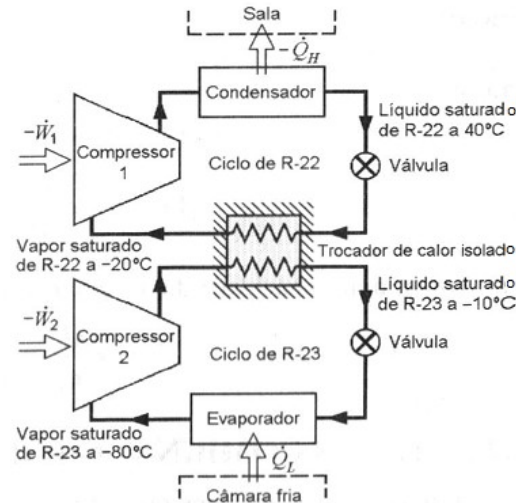 Sala
−Q̇H
Condensador
Líquido saturado
de R-22 a 40°C
−Ẇ1
Compressor
1
Ciclo de R-22
Válvula
Vapor saturado
de R-22 a −20°C
Trocador de calor isolado
Líquido saturado
de R-23 a −10°C
−Ẇ2
Compressor
2
Ciclo de R-23
Válvula
Vapor saturado
de R-23 a −80°C
Evaporador
Q̇L
Câmara fria